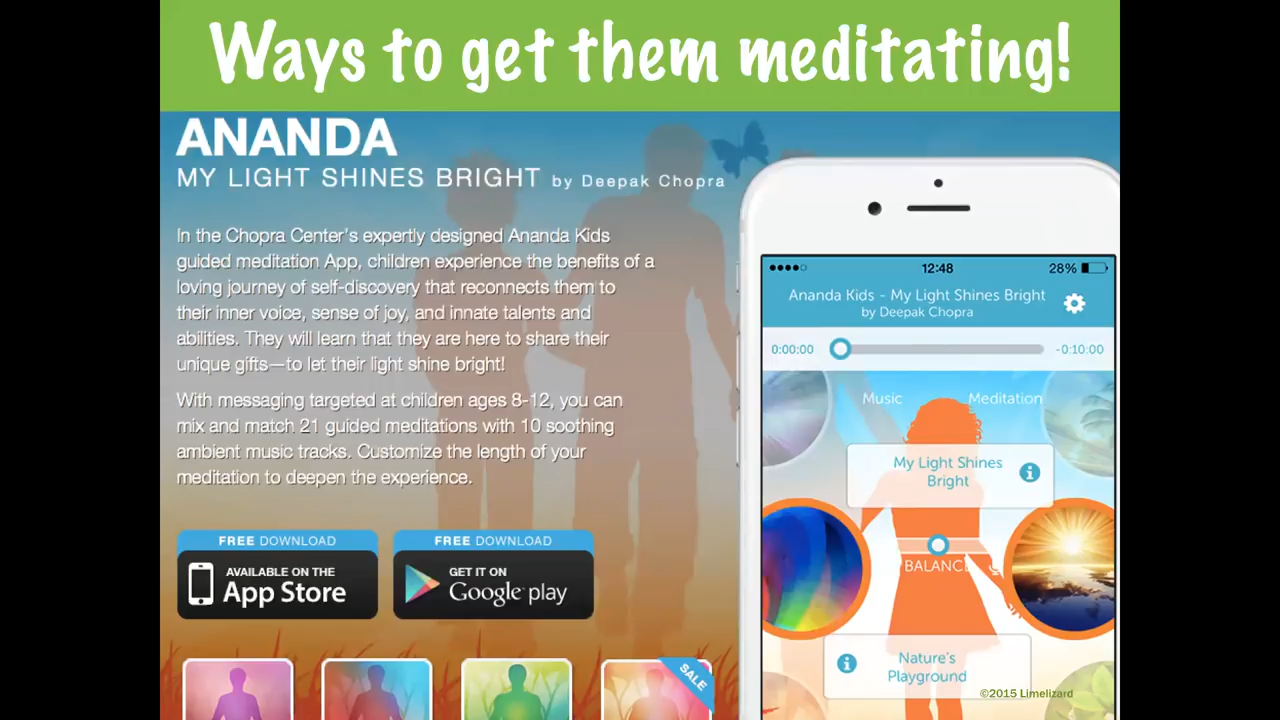 Ways to get them meditating!
ANANDA
MY LIGHT SHINES BRIGHT by Deepak Chopra
In the Chopra Center's expertly designed Ananda Kids
guided meditation App, children experience the benefits of a
loving journey of self-discovery that reconnects them to
their inner voice, sense of joy, and innate talents and
abilities. They will learn that they are here to share their
unique gifts—to let their light shine bright!
With messaging targeted at children ages 8-12, you can
mix and match 21 guided meditations with 10 soothing
ambient music tracks. Customize the length of your
meditation to deepen the experience.
FREE DOWNLOAD
AVAILABLE ON THE
App Store
FREE DOWNLOAD
GET IT ON
Google play
SALE
12:48
28%
Ananda Kids - My Light Shines Bright
by Deepak Chopra
0:00:00
-0:10:00
Music
Meditation
My Light Shines
Bright
BALANCE
Nature's
Playground
©2015 Limelizard